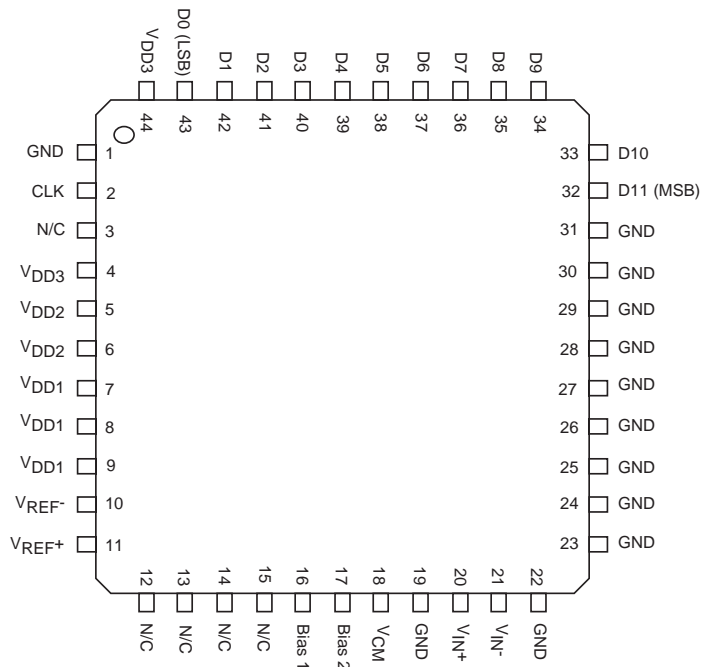 VDD3
D0 (LSB)
D1
D2
D3
D4
D5
D6
D7
D8
D9
44
43
42
41
40
39
38
37
36
35
34
GND 1
CLK 2
N/C 3
VDD3 4
VDD2 5
VDD2 6
VDD1 7
VDD1 8
VDD1 9
VREF- 10
VREF+ 11
33 D10
32 D11 (MSB)
31 GND
30 GND
29 GND
28 GND
27 GND
26 GND
25 GND
24 GND
23 GND
12
13
14
15
16
17
18
19
20
21
22
N/C
N/C
N/C
N/C
Bias 1
Bias 2
VCM
GND
VIN+
VIN-
GND